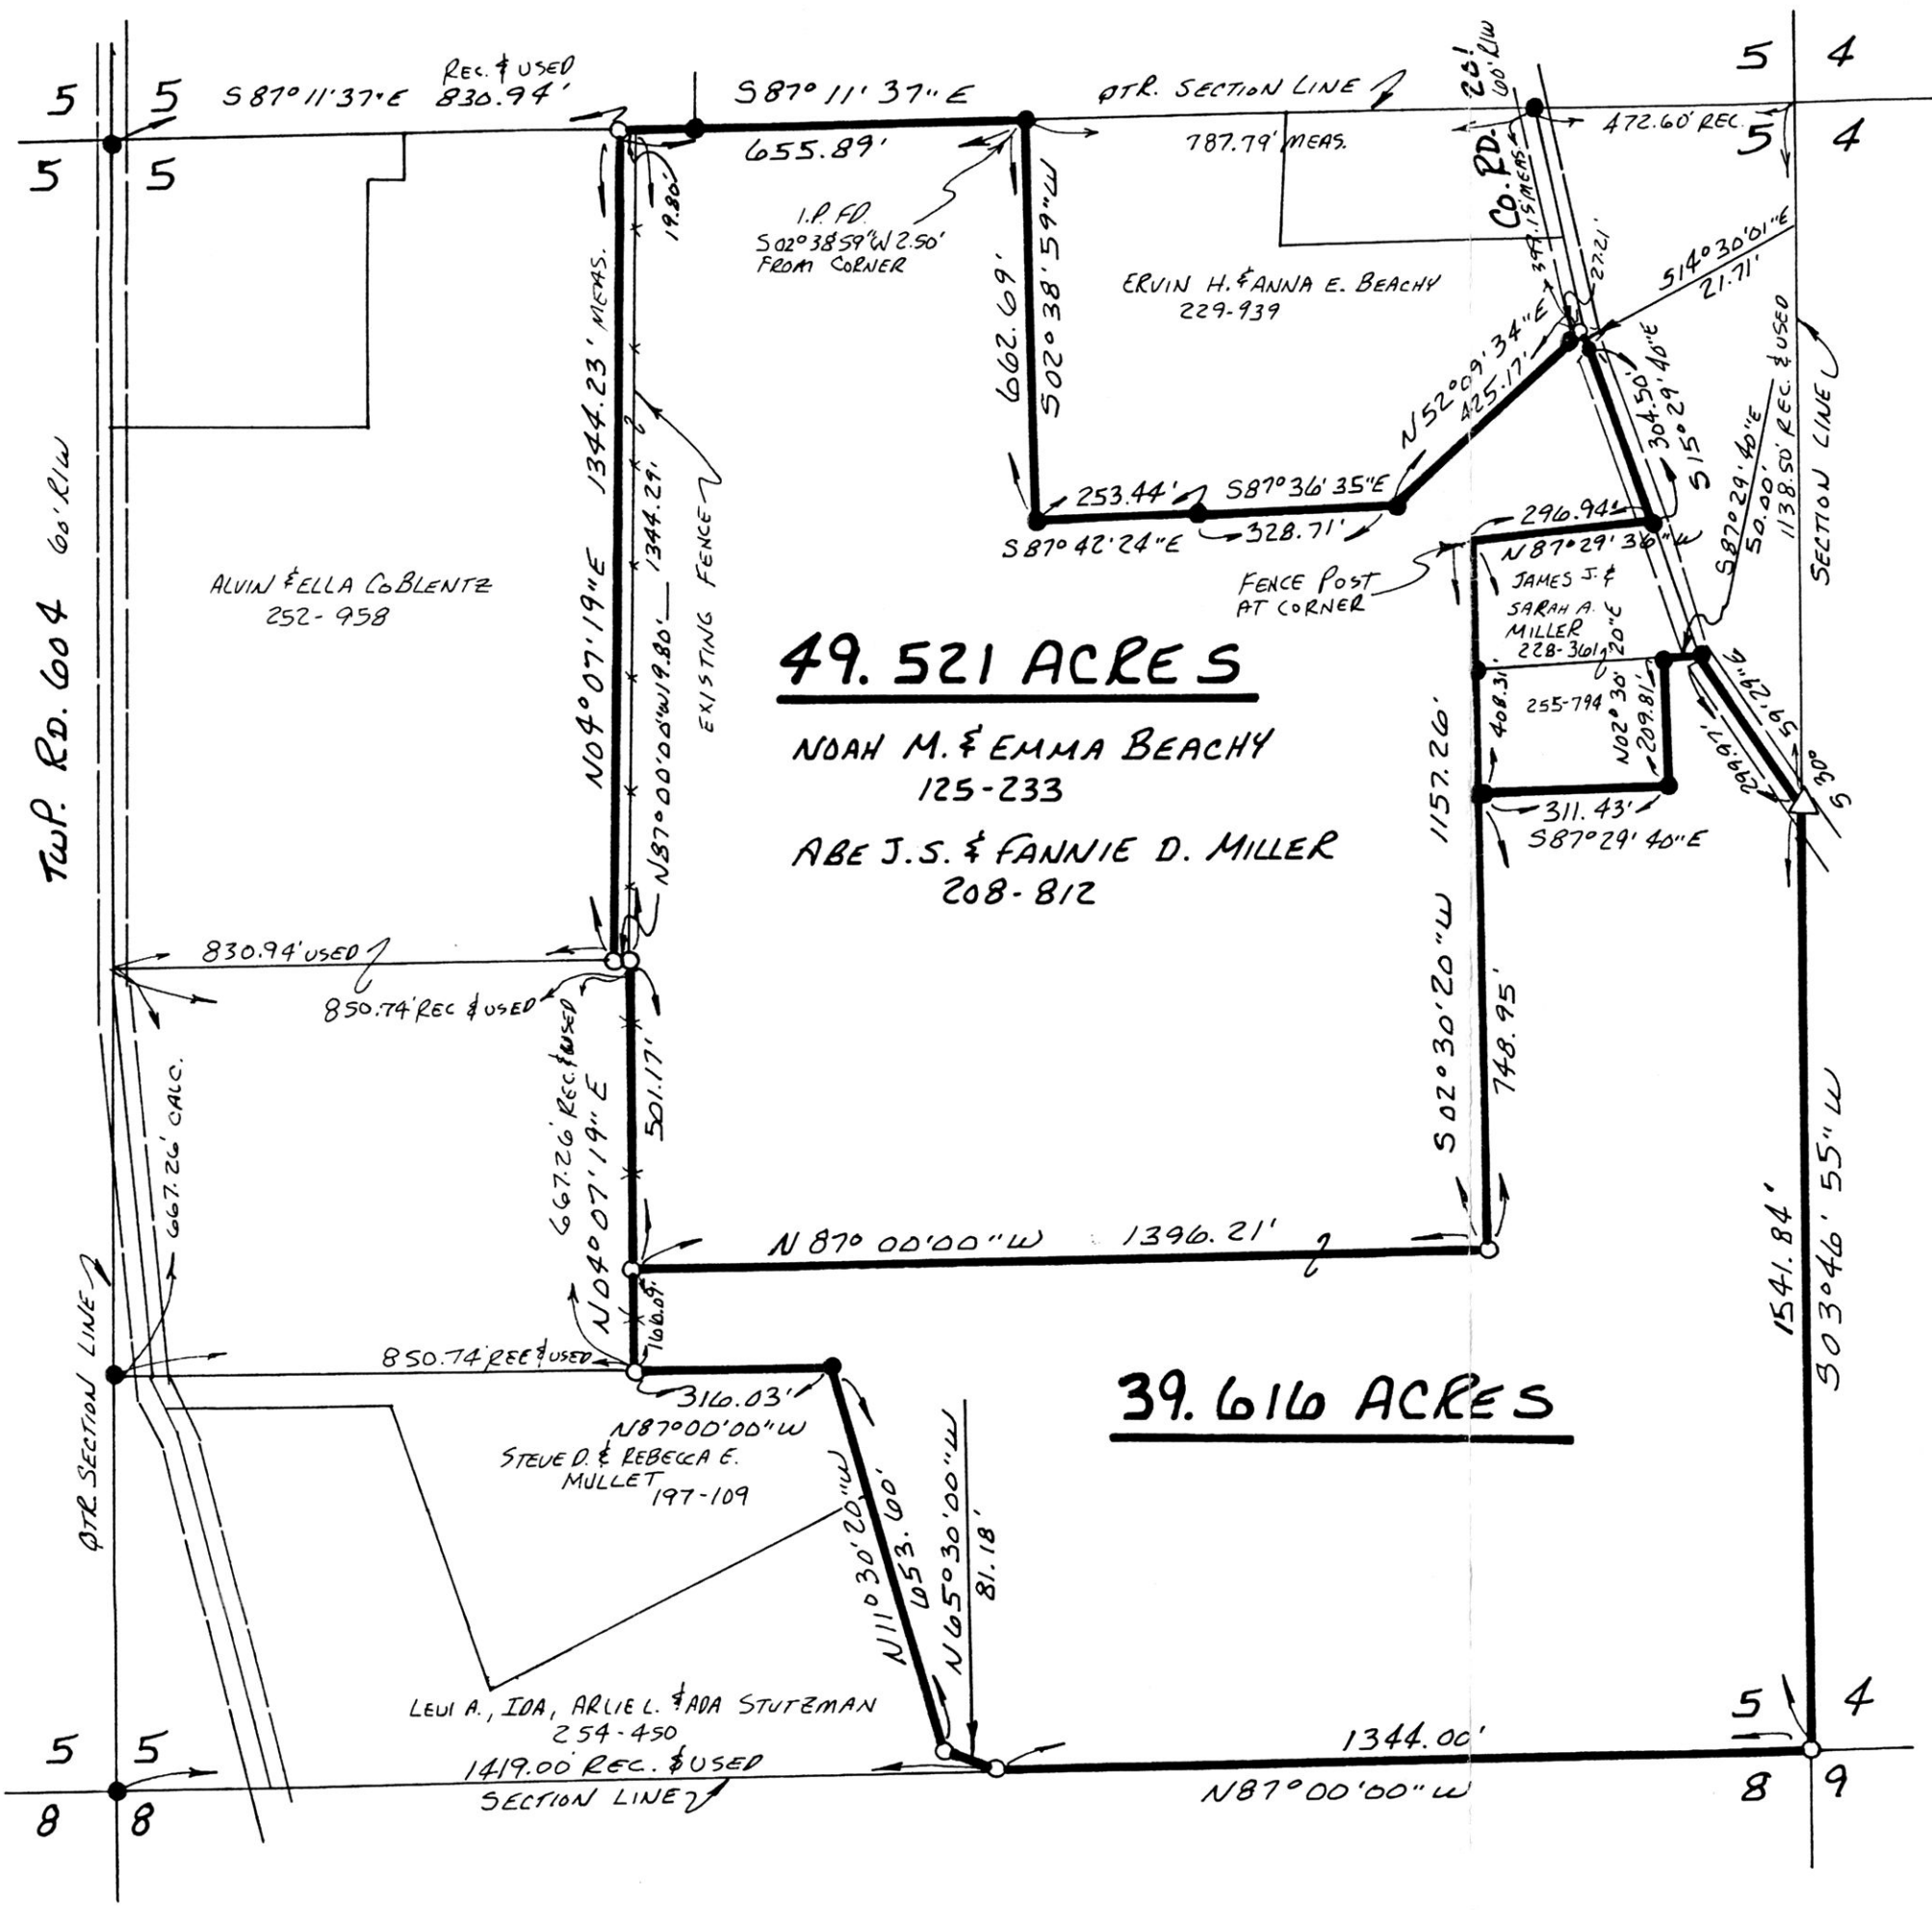 5 5
S87°11'37"E
REC. & USED
830.94'
S87°11'37"E
QTR. SECTION LINE
5 4
5 5
655.89'
787.79' MEAS.
60' R/W
CO. RD.
472.60' REC.
5 4
19.80'
I.P. FD.
S02°38'59"W 2.50'
FROM CORNER
662.69'
S02°38'59"W
ERVIN H. & ANNA E. BEACHY
229-939
27.21'
S14°30'01"E
21.71'
N52°09'34"E
425.17'
304.50'
S15°29'40"E
S87°29'40"E
50.00'
1138.50' REC. & USED
SECTION LINE
TWP. RD. 604 60' R/W
ALVIN & ELLA COBLENTZ
252-958
N04°07'19"E 1344.23' MEAS.
1344.29'
N87°00'00"W 19.80'
EXISTING FENCE
253.44'
S87°36'35"E
S87°42'24"E
328.71'
296.94'
N87°29'36"W
FENCE POST
AT CORNER
JAMES J. &
SARAH A.
MILLER
228-361
255-794
N02°30'20"E
209.81'
408.31'
311.43'
S87°29'40"E
299.97'
S30°59'29"E
49.521 ACRES
NOAH M. & EMMA BEACHY
125-233
ABE J.S. & FANNIE D. MILLER
208-812
S02°30'20"W 1157.26'
748.95'
830.94' USED
850.74' REC & USED
667.26' CALC.
667.26' REC. & USED
N04°07'19"E
501.17'
166.09'
N87°00'00"W 1396.21'
QTR. SECTION LINE
850.74' REC & USED
316.03'
N87°00'00"W
STEVE D. & REBECCA E.
MULLET
197-109
N11°30'20"W
653.60'
N65°30'00"W
81.18'
39.616 ACRES
1541.84'
S03°46'55"W
LEVI A., IDA, ARLIE L. & ADA STUTZMAN
254-450
1419.00' REC. & USED
SECTION LINE
5 5
8 8
1344.00'
N87°00'00"W
5 4
8 9